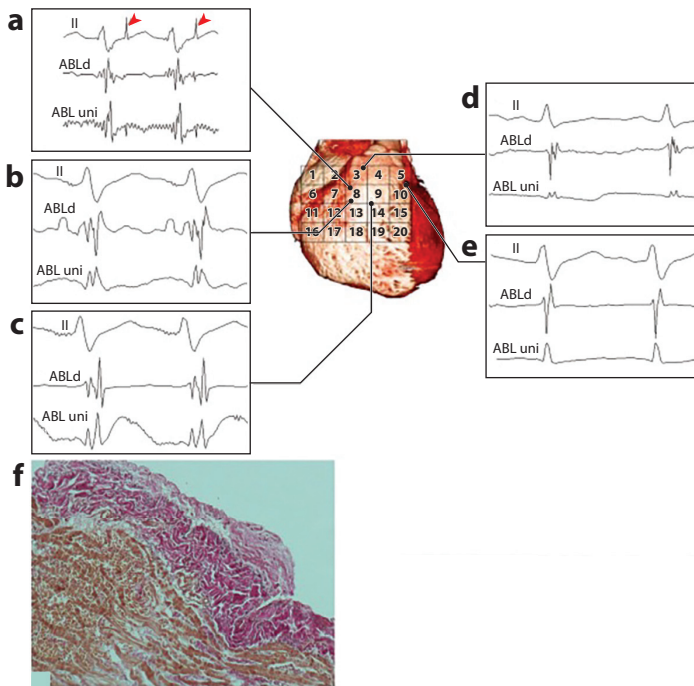 a
II
ABLd
ABL uni
b
II
ABLd
ABL uni
c
II
ABLd
ABL uni
d
II
ABLd
ABL uni
e
II
ABLd
ABL uni
1 2 3 4 5
6 7 8 9 10
11 12 13 14 15
16 17 18 19 20
f